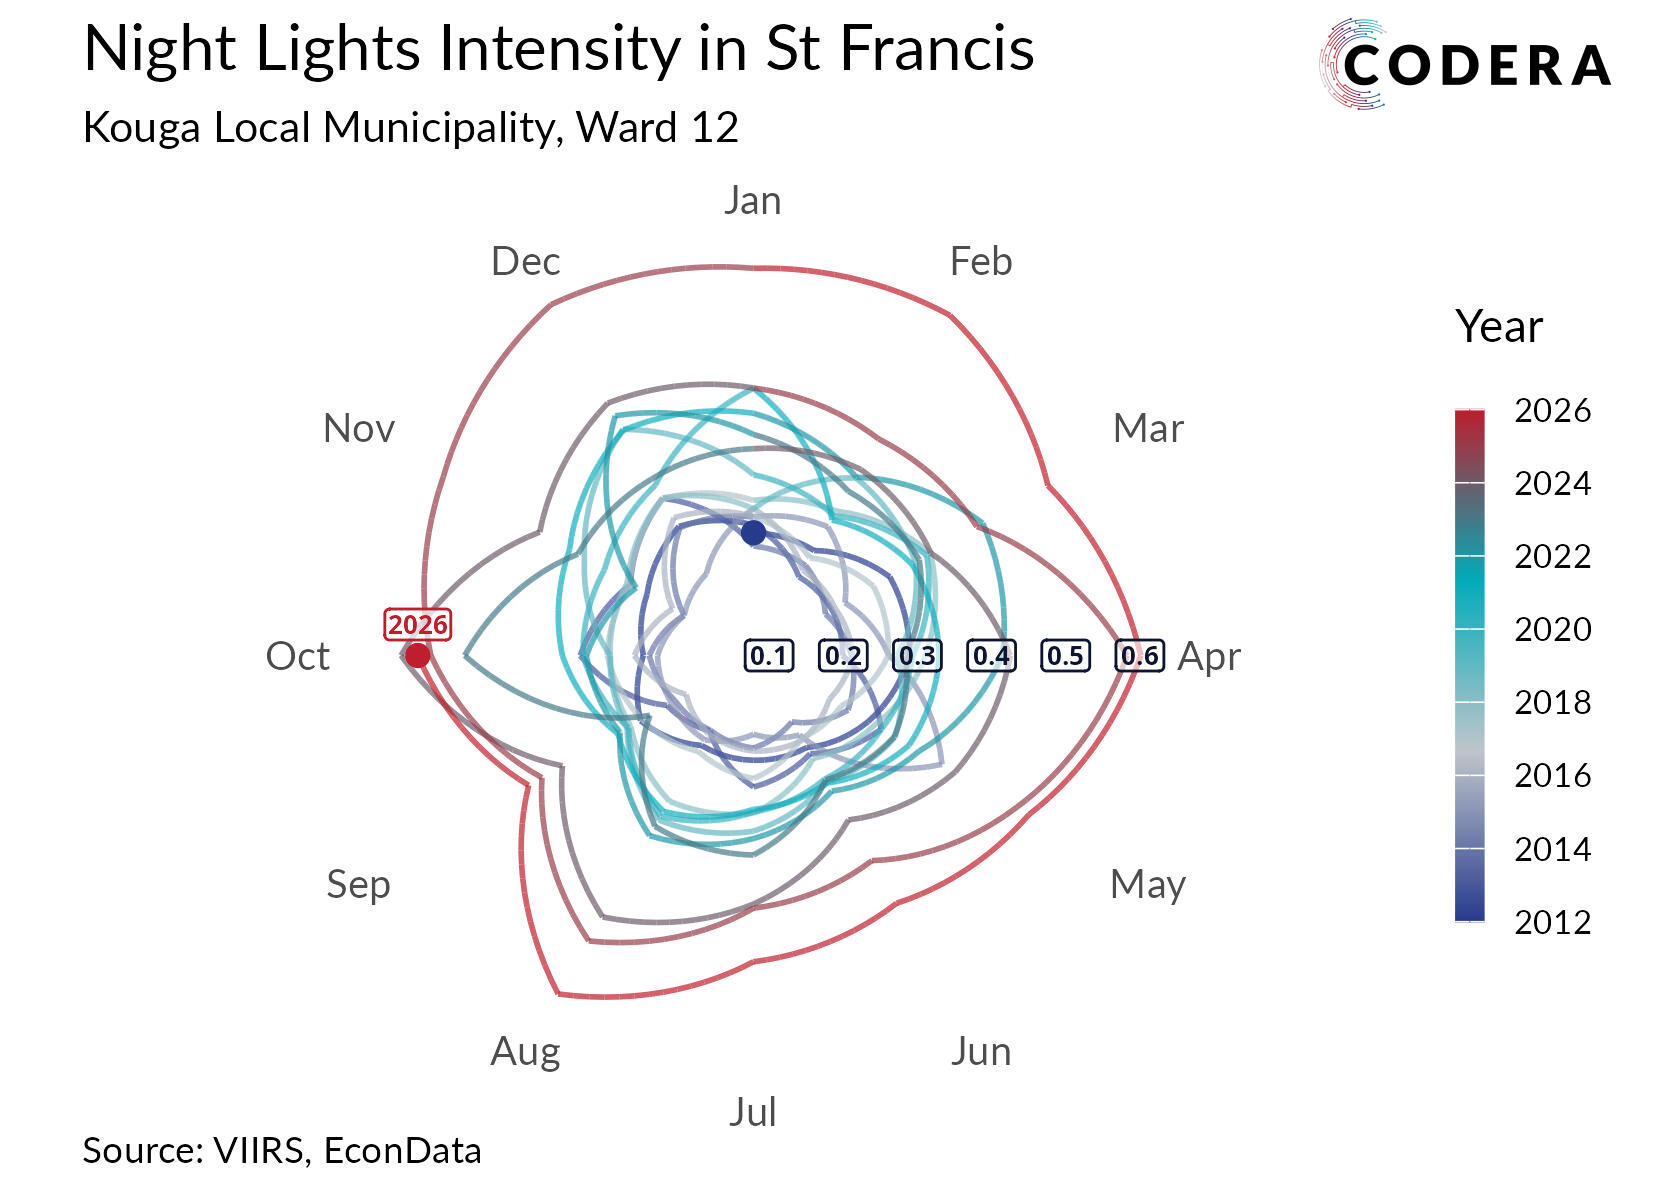 Night Lights Intensity in St Francis
CODERA
Kouga Local Municipality, Ward 12
Jan
Dec
Feb
Nov
Mar
2026
Oct
0.1
0.2
0.3
0.4
0.5
0.6
Apr
Sep
May
Aug
Jun
Jul
Year
2026
2024
2022
2020
2018
2016
2014
2012
Source: VIIRS, EconData